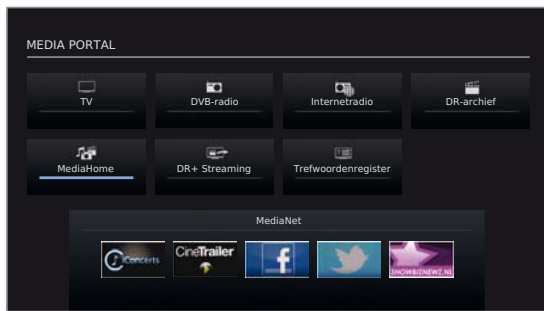 MEDIA PORTAL
TV
DVB-radio
Internetradio
DR-archief
MediaHome
DR+ Streaming
Trefwoordenregister
MediaNet
iConcerts
CineTrailer
SHOWBIZNEWZ.NL